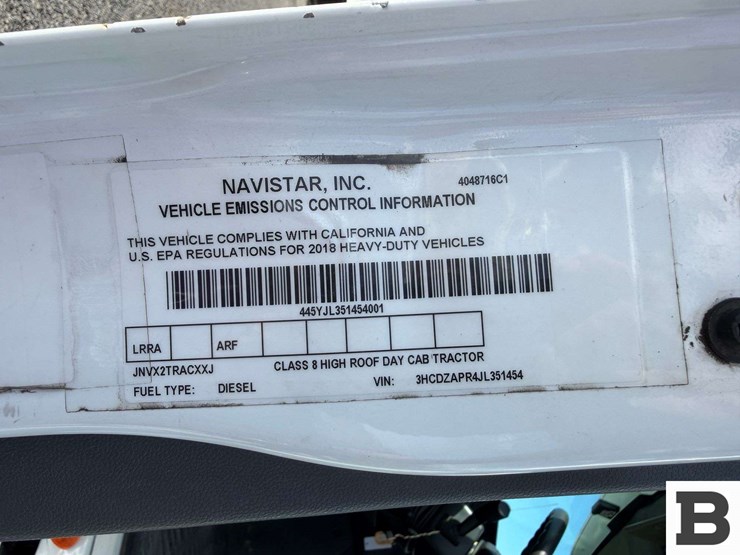 NAVISTAR, INC.
4048716C1
VEHICLE EMISSIONS CONTROL INFORMATION
THIS VEHICLE COMPLIES WITH CALIFORNIA AND
U.S. EPA REGULATIONS FOR 2018 HEAVY-DUTY VEHICLES
445YJL351454001
LRRA ARF
JNVX2TRACXXJ CLASS 8 HIGH ROOF DAY CAB TRACTOR
FUEL TYPE: DIESEL VIN: 3HCDZAPR4JL351454
B